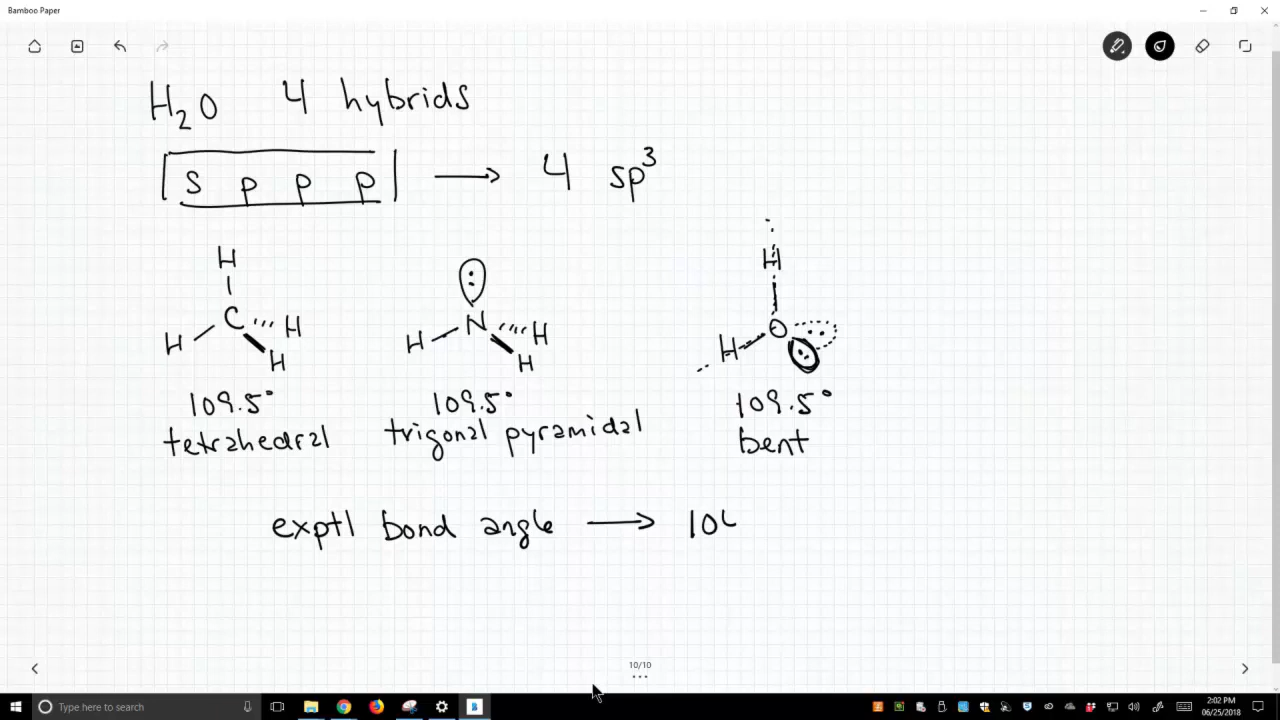 Bamboo Paper
H2O 4 hybrids
s p p p → 4 sp³
H H
C H N H O
H H H H H
109.5° 109.5° 109.5°
tetrahedral trigonal pyramidal bent
exptl bond angle → 10
10/10
Type here to search
2:02 PM
06/25/2018